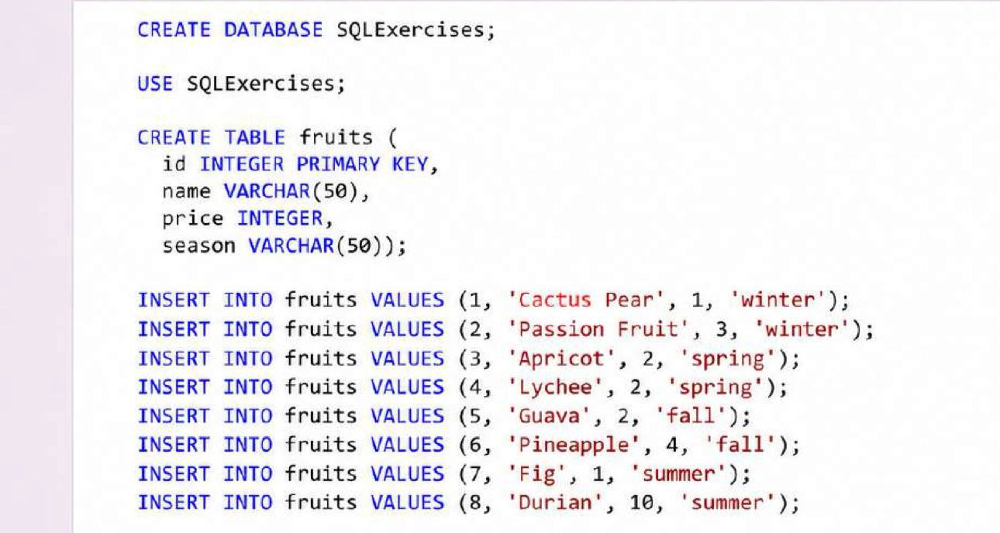 CREATE DATABASE SQLExercises;
USE SQLExercises;
CREATE TABLE fruits (
id INTEGER PRIMARY KEY,
name VARCHAR(50),
price INTEGER,
season VARCHAR(50));
INSERT INTO fruits VALUES (1, 'Cactus Pear', 1, 'winter');
INSERT INTO fruits VALUES (2, 'Passion Fruit', 3, 'winter');
INSERT INTO fruits VALUES (3, 'Apricot', 2, 'spring');
INSERT INTO fruits VALUES (4, 'Lychee', 2, 'spring');
INSERT INTO fruits VALUES (5, 'Guava', 2, 'fall');
INSERT INTO fruits VALUES (6, 'Pineapple', 4, 'fall');
INSERT INTO fruits VALUES (7, 'Fig', 1, 'summer');
INSERT INTO fruits VALUES (8, 'Durian', 10, 'summer');